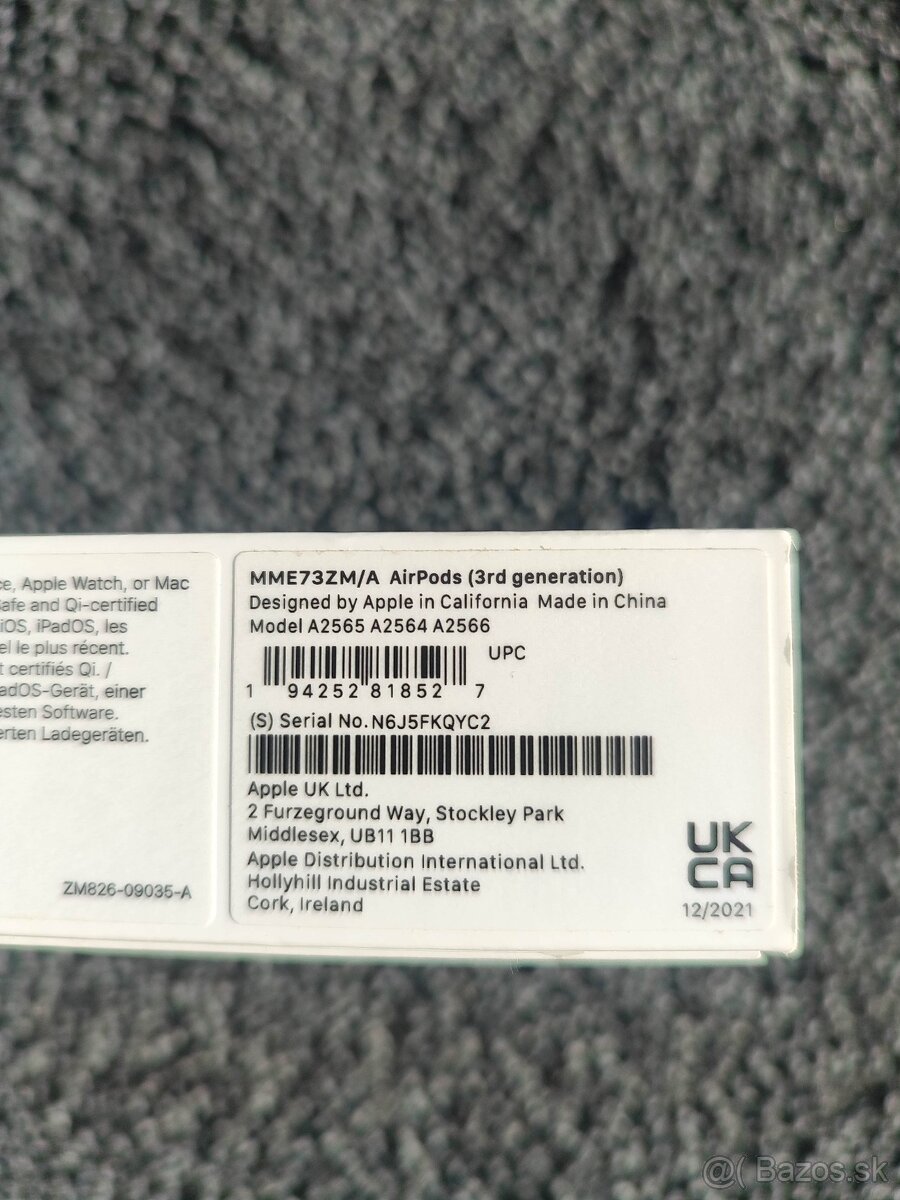 ce, Apple Watch, or Mac
Safe and Qi-certified
iOS, iPadOS, les
el le plus récent.
t certifiés Qi. /
adOS-Gerät, einer
esten Software.
erten Ladegeräten.
ZM826-09035-A
MME73ZM/A AirPods (3rd generation)
Designed by Apple in California Made in China
Model A2565 A2564 A2566
UPC
1 94252 81852 7
(S) Serial No. N6J5FKQYC2
Apple UK Ltd.
2 Furzeground Way, Stockley Park
Middlesex, UB11 1BB
Apple Distribution International Ltd.
Hollyhill Industrial Estate
Cork, Ireland
UK
CA
12/2021
@( Bazos.sk